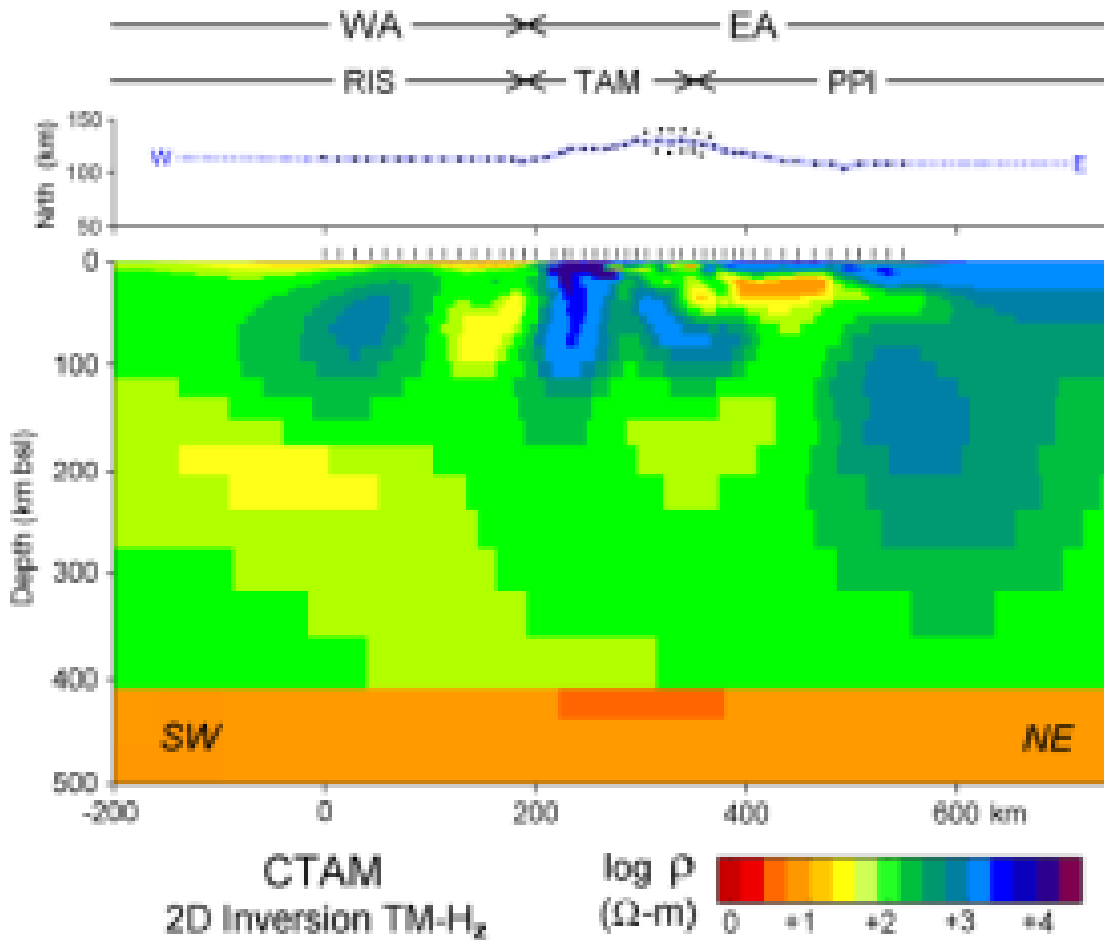 WA EA
RIS TAM PPI
150
100
50
Nrth (km)
W E
0
100
200
300
400
500
Depth (km bsl)
SW NE
-200 0 200 400 600 km
CTAM
2D Inversion TM-Hz
log ρ
(Ω-m)
0 +1 +2 +3 +4